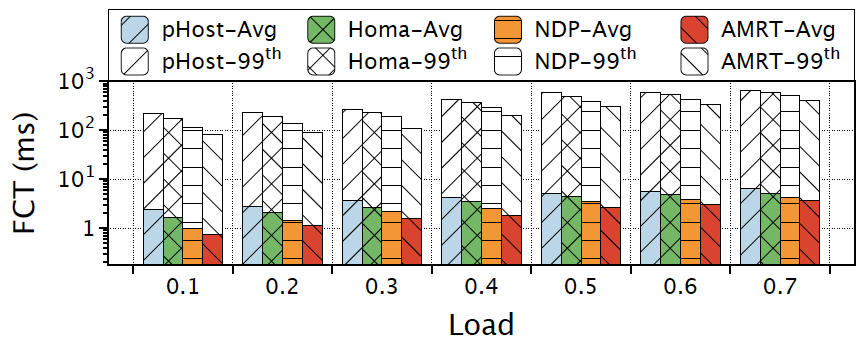 pHost-Avg Homa-Avg NDP-Avg AMRT-Avg
pHost-99th Homa-99th NDP-99th AMRT-99th
10³
10²
10¹
1
FCT (ms)
0.1 0.2 0.3 0.4 0.5 0.6 0.7
Load